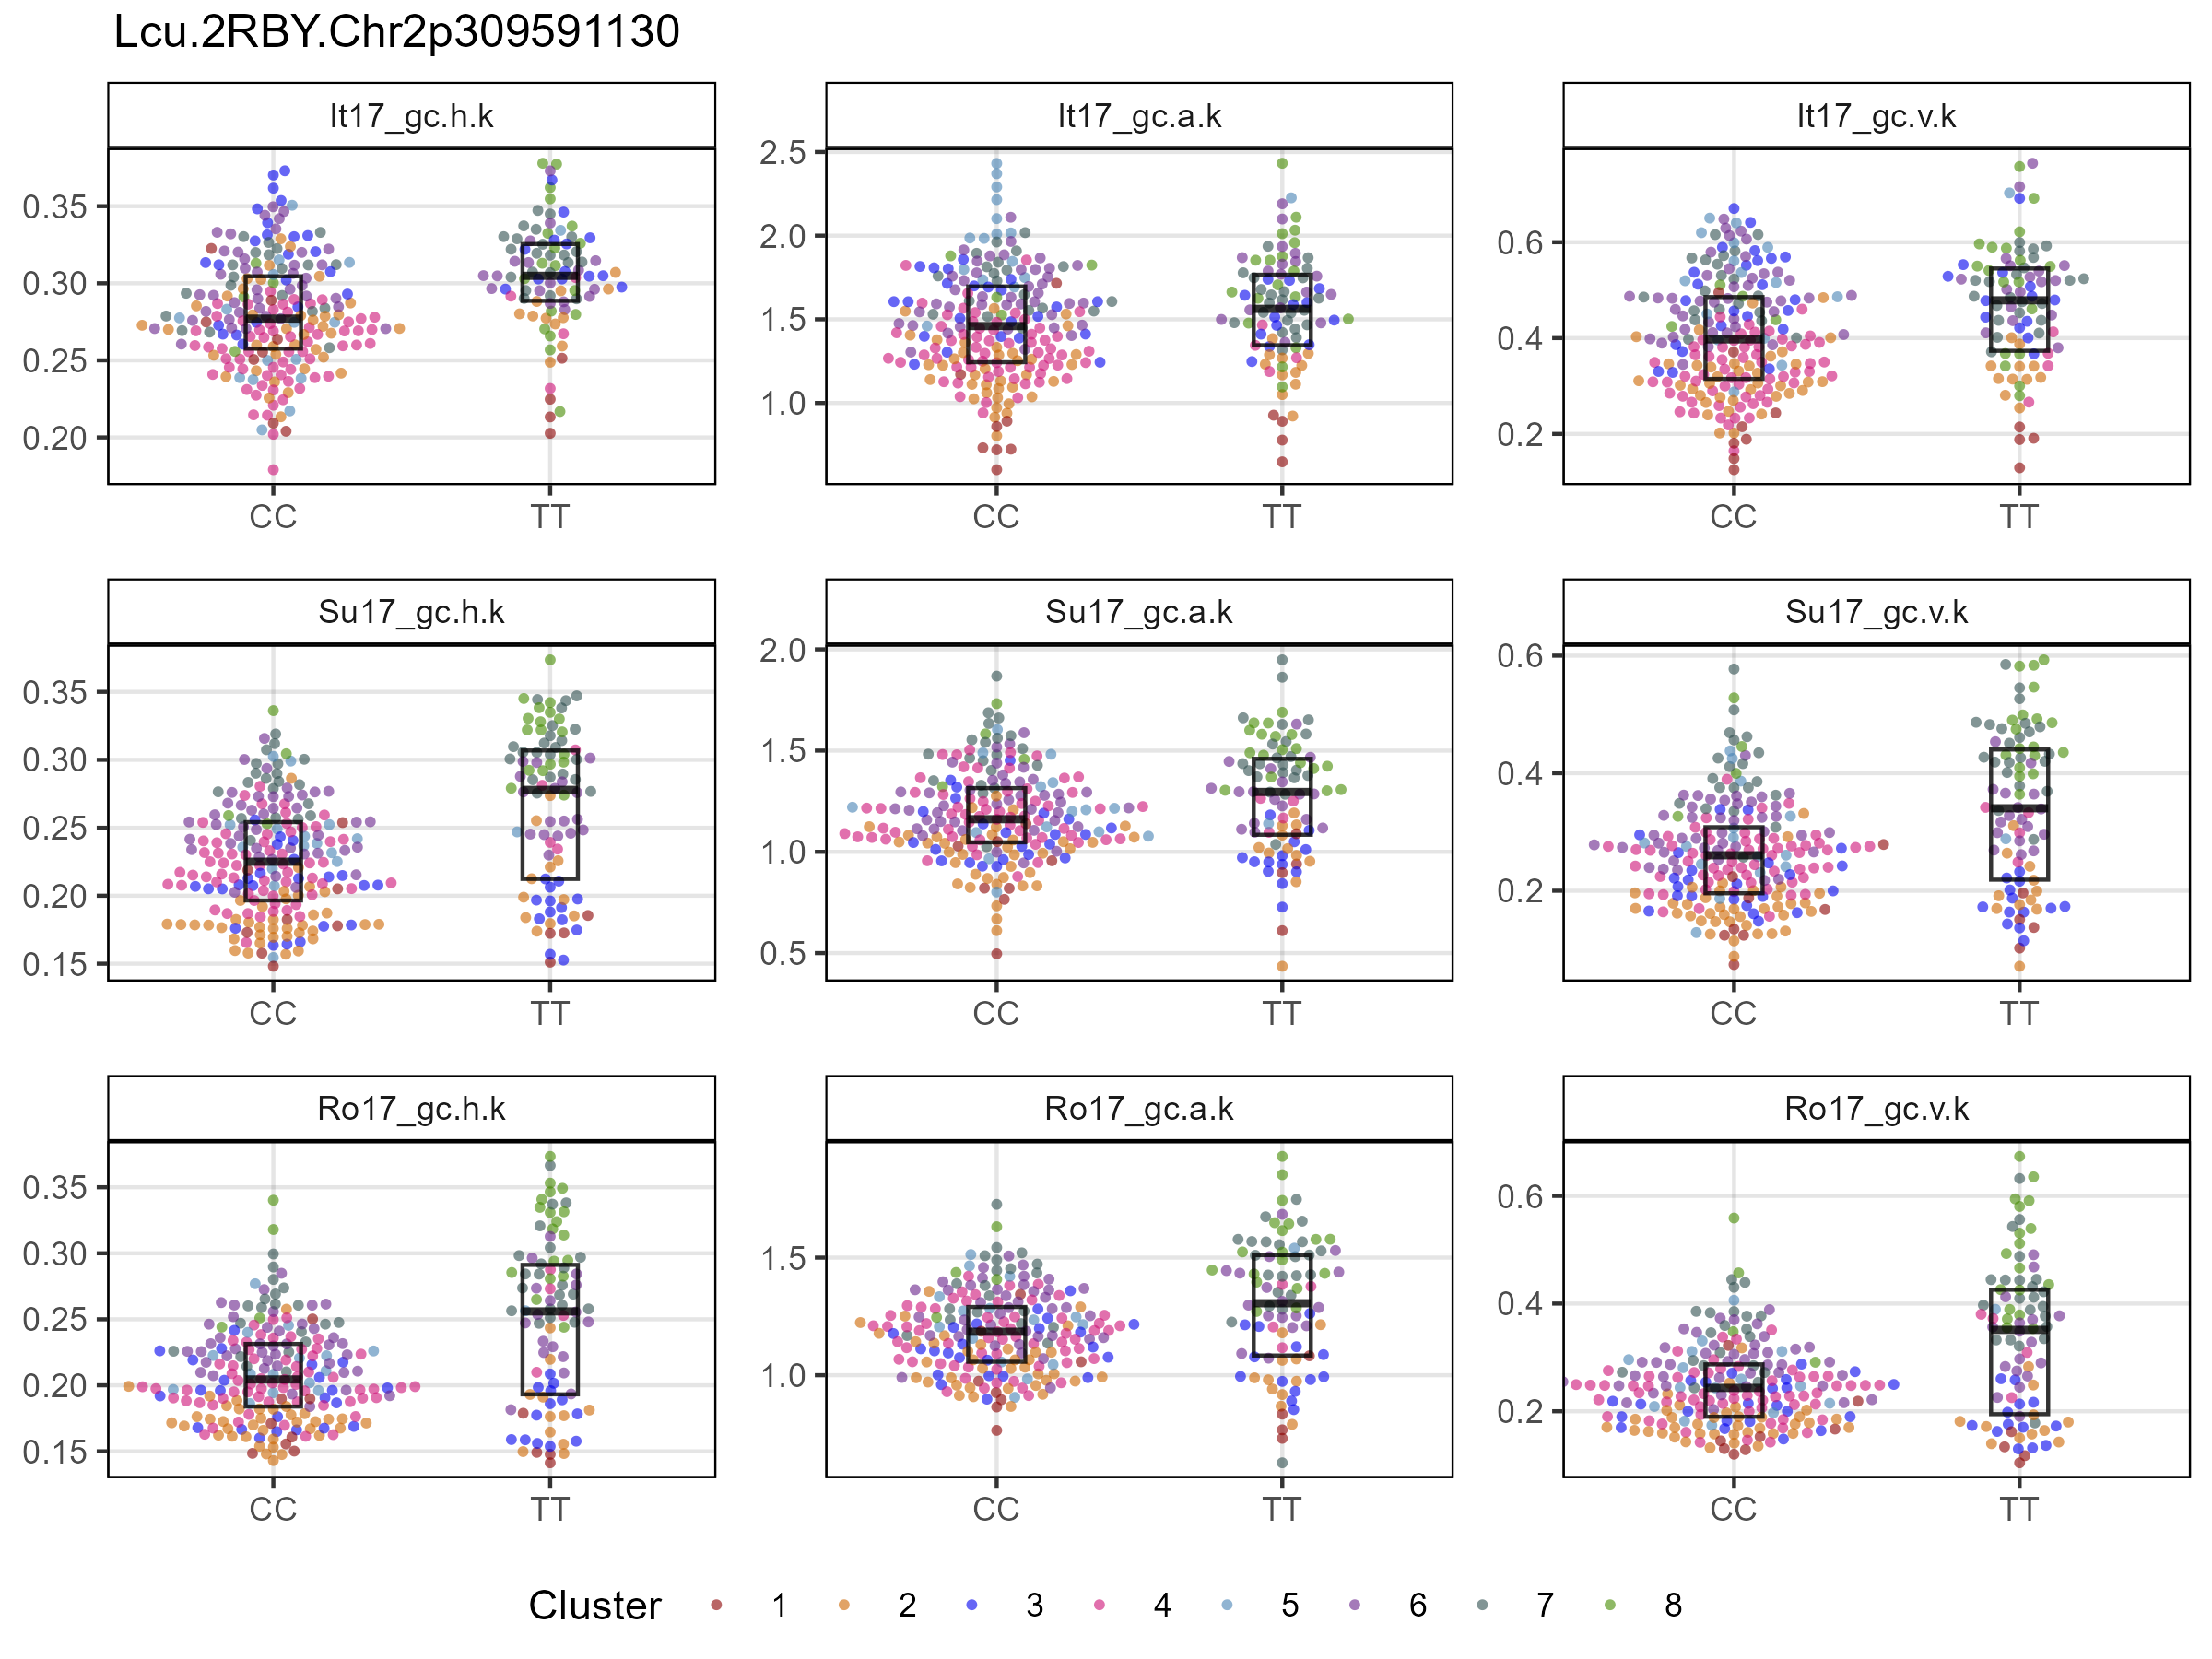 Lcu.2RBY.Chr2p309591130
It17_gc.h.k
It17_gc.a.k
It17_gc.v.k
0.35
0.30
0.25
0.20
2.5
2.0
1.5
1.0
0.6
0.4
0.2
CC TT
CC TT
CC TT
Su17_gc.h.k
Su17_gc.a.k
Su17_gc.v.k
0.35
0.30
0.25
0.20
0.15
2.0
1.5
1.0
0.5
0.6
0.4
0.2
CC TT
CC TT
CC TT
Ro17_gc.h.k
Ro17_gc.a.k
Ro17_gc.v.k
0.35
0.30
0.25
0.20
0.15
1.5
1.0
0.6
0.4
0.2
CC TT
CC TT
CC TT
Cluster 1 2 3 4 5 6 7 8